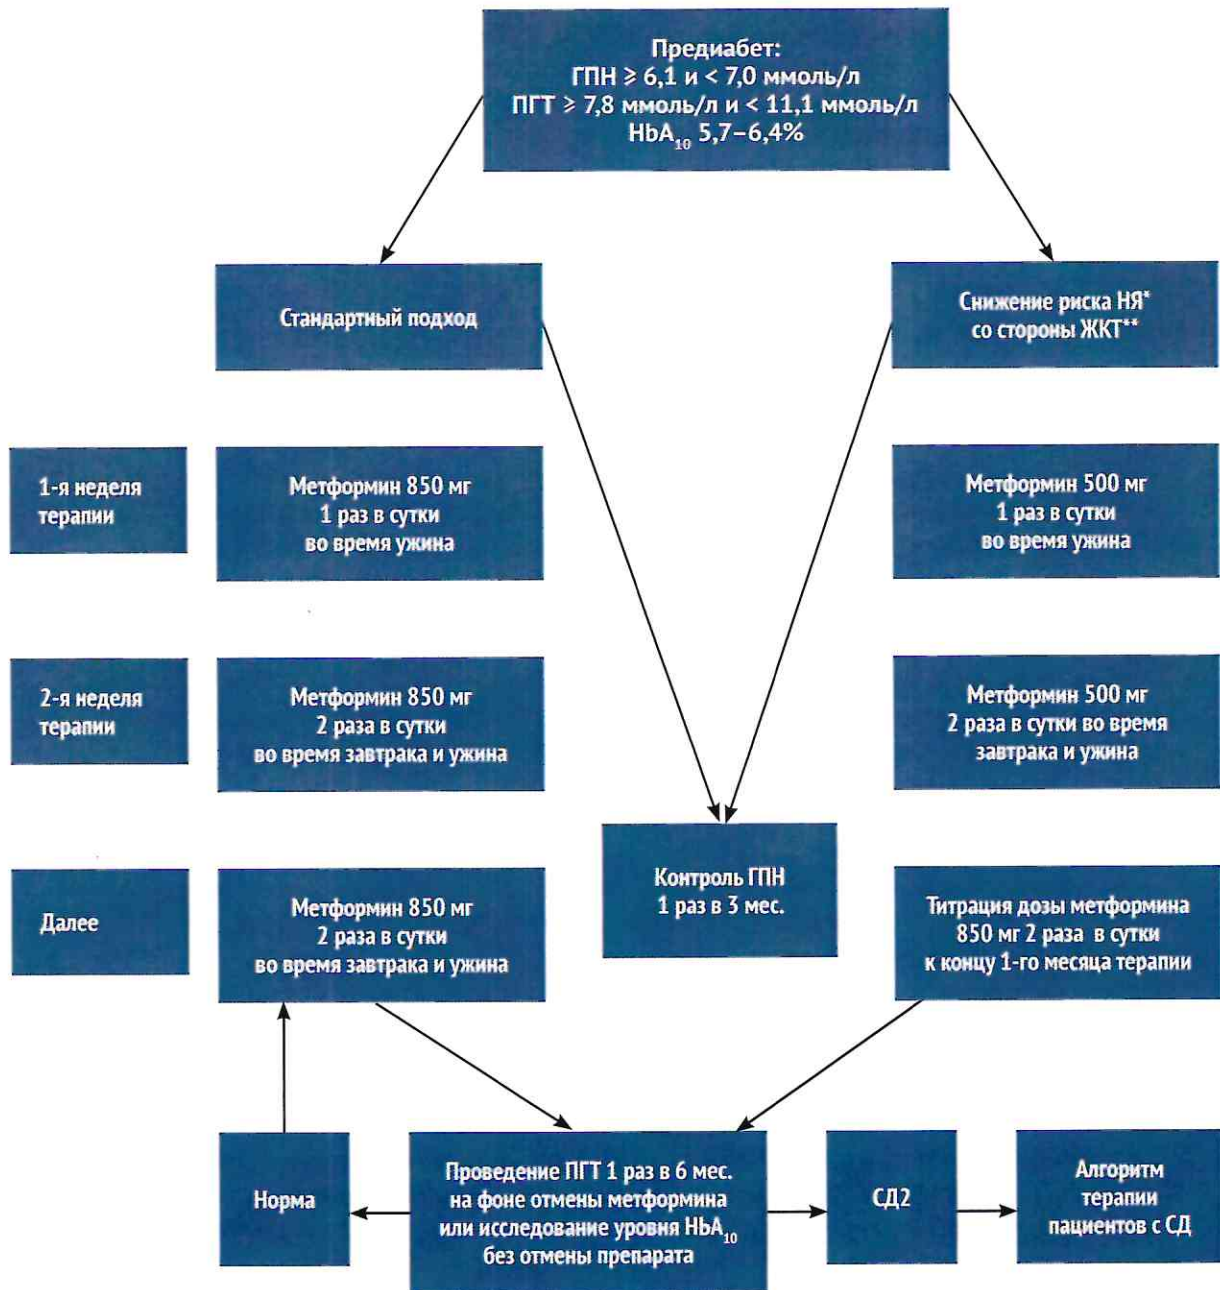 Предиабет:
ГПН ≥ 6,1 и < 7,0 ммоль/л
ПГТ ≥ 7,8 ммоль/л и < 11,1 ммоль/л
HbA₁₀ 5,7–6,4%
Стандартный подход
Снижение риска НЯ*
со стороны ЖКТ**
1-я неделя
терапии
Метформин 850 мг
1 раз в сутки
во время ужина
Метформин 500 мг
1 раз в сутки
во время ужина
2-я неделя
терапии
Метформин 850 мг
2 раза в сутки
во время завтрака и ужина
Метформин 500 мг
2 раза в сутки во время
завтрака и ужина
Контроль ГПН
1 раз в 3 мес.
Далее
Метформин 850 мг
2 раза в сутки
во время завтрака и ужина
Титрация дозы метформина
850 мг 2 раза в сутки
к концу 1-го месяца терапии
Норма
Проведение ПГТ 1 раз в 6 мес.
на фоне отмены метформина
или исследование уровня HbA₁₀
без отмены препарата
СД2
Алгоритм
терапии
пациентов с СД